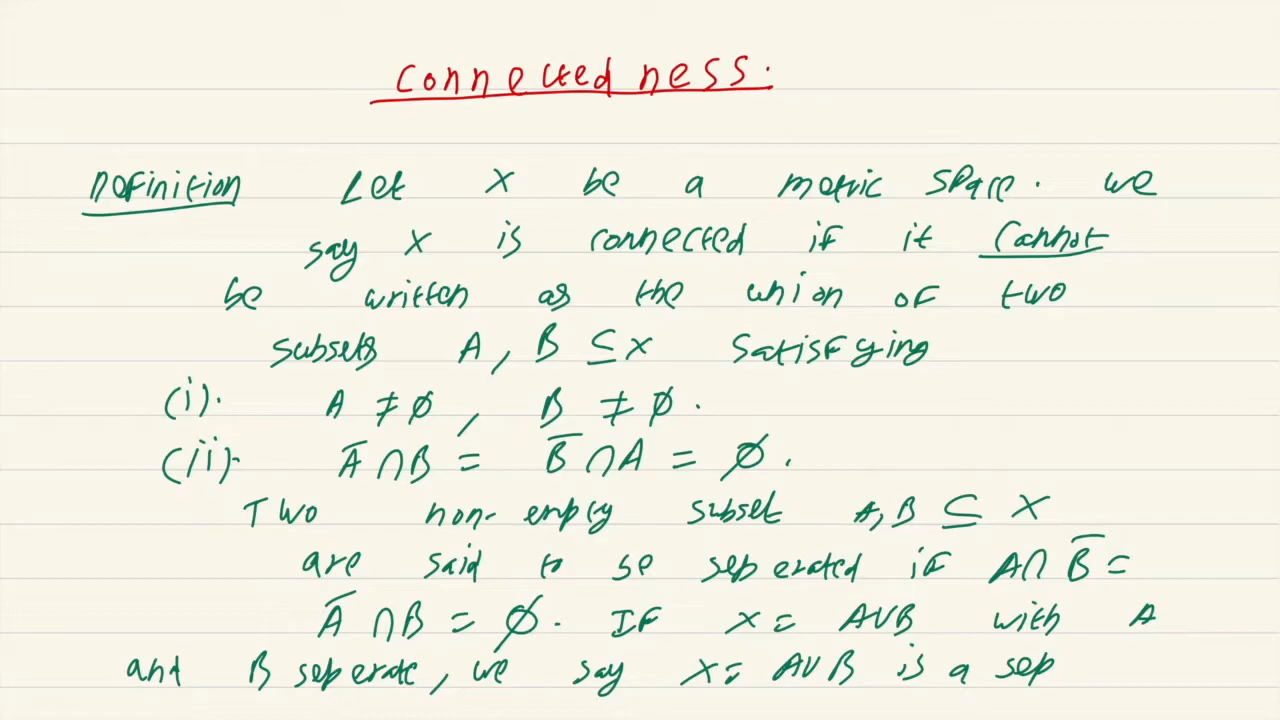 Connectedness.
Definition Let X be a metric space. we
say X is connected if it cannot
be written as the union of two
subsets A, B ⊆ X satisfying
(i). A ≠ ∅, B ≠ ∅.
(ii). A̅ ∩ B = B̅ ∩ A = ∅.
Two non-empty subset A, B ⊆ X
are said to be seperated if A ∩ B̅ =
A̅ ∩ B = ∅. If X = A∪B with A
and B seperate, we say X = A∪B is a sep